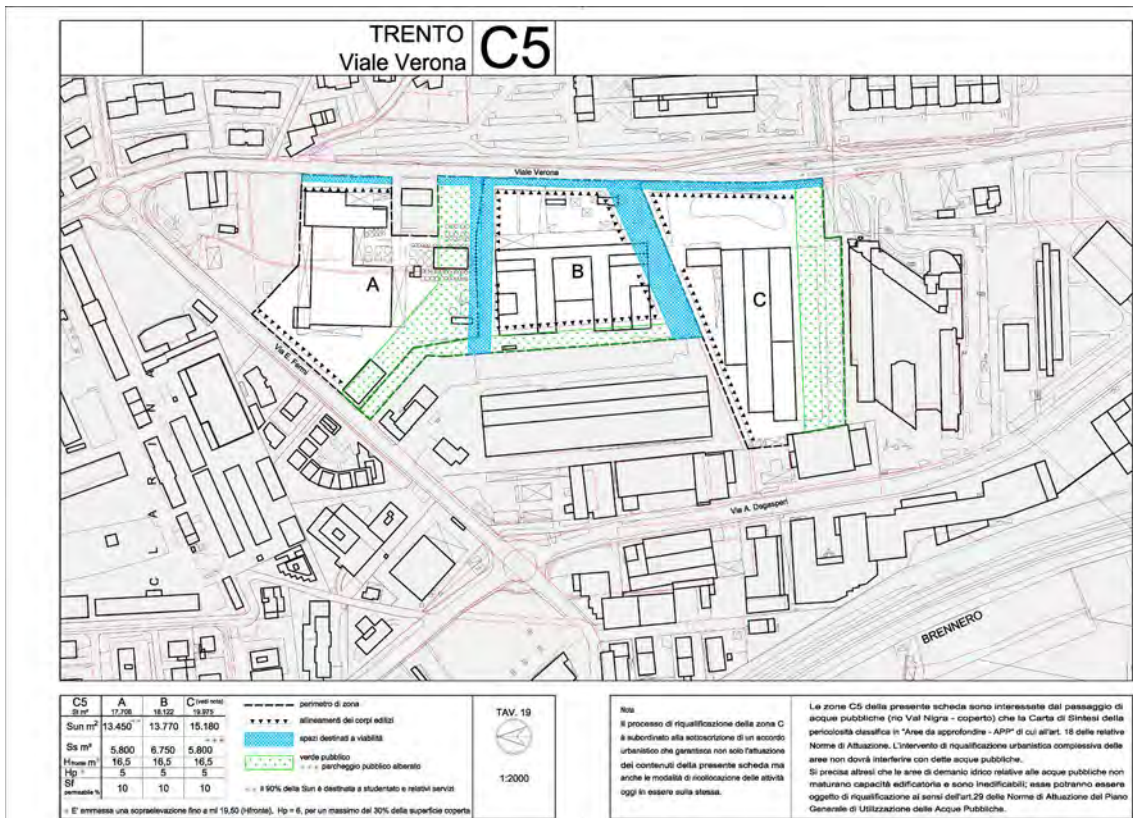 TRENTO
Viale Verona
C5
Viale Verona
A
B
C
Via E. Fermi
CLARINA
Via A. Degasperi
BRENNERO
C5 A B C (vedi nota)
St m² 17.706 18.122 19.975
Sun m² 13.450 13.770 15.180
Ss m² 5.800 6.750 5.800
Hfronte m 16,5 16,5 16,5
Hp 5 5 5
Sf permeabile % 10 10 10
E' ammessa una sopraelevazione fino a ml 19,50 (Hfronte), Hp = 6, per un massimo del 30% della superficie coperta
perimetro di zona
allineamenti dei corpi edilizi
spazi destinati a viabilità
verde pubblico
parcheggio pubblico alberato
il 90% della Sun è destinata a studentato e relativi servizi
TAV. 19
1:2000
Nota
Il processo di riqualificazione della zona C
è subordinato alla sottoscrizione di un accordo
urbanistico che garantisca non solo l'attuazione
dei contenuti della presente scheda ma
anche le modalità di ricollocazione delle attività
oggi in essere sulla stessa.
Le zone C5 della presente scheda sono interessate dal passaggio di
acque pubbliche (rio Val Nigra - coperto) che la Carta di Sintesi della
pericolosità classifica in "Aree da approfondire - APP" di cui all'art. 18 delle relative
Norme di Attuazione. L'intervento di riqualificazione urbanistica complessiva delle
aree non dovrà interferire con dette acque pubbliche.
Si precisa altresì che le aree di demanio idrico relative alle acque pubbliche non
maturano capacità edificatoria e sono inedificabili; esse potranno essere
oggetto di riqualificazione ai sensi dell'art.29 delle Norme di Attuazione del Piano
Generale di Utilizzazione delle Acque Pubbliche.